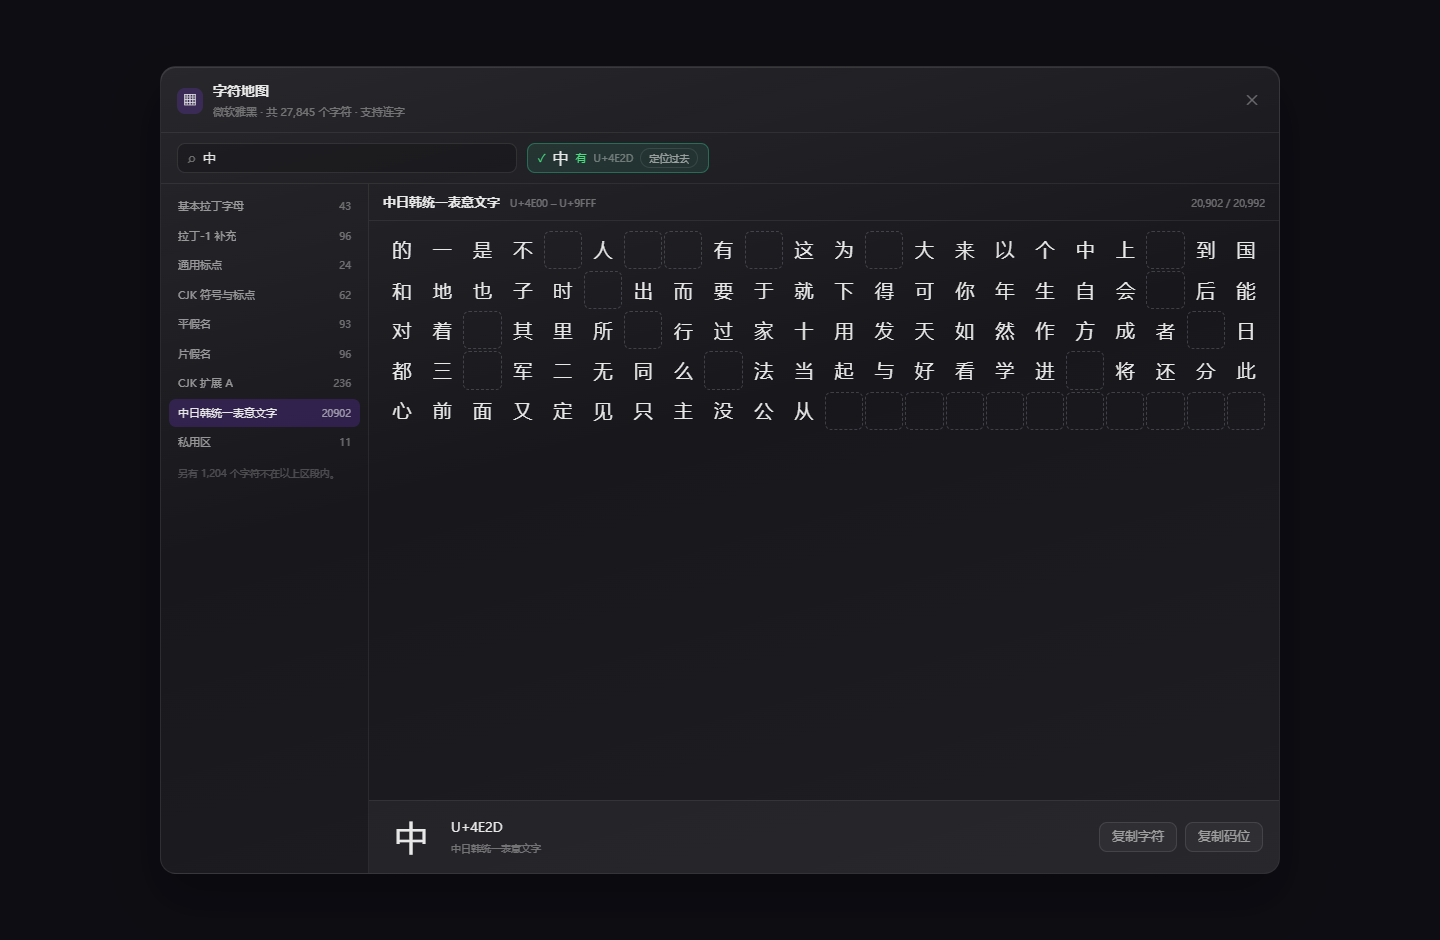 字符地图
微软雅黑 · 共 27,845 个字符 · 支持连字
中
✓ 中 有 U+4E2D 定位过去
基本拉丁字母 43
拉丁-1 补充 96
通用标点 24
CJK 符号与标点 62
平假名 93
片假名 96
CJK 扩展 A 236
中日韩统一表意文字 20902
私用区 11
另有 1,204 个字符不在以上区段内。
中日韩统一表意文字 U+4E00 – U+9FFF 20,902 / 20,992
的 一 是 不 人 有 这 为 大 来 以 个 中 上 到 国
和 地 也 子 时 出 而 要 于 就 下 得 可 你 年 生 自 会 后 能
对 着 其 里 所 行 过 家 十 用 发 天 如 然 作 方 成 者 日
都 三 军 二 无 同 么 法 当 起 与 好 看 学 进 将 还 分 此
心 前 面 又 定 见 只 主 没 公 从
中
U+4E2D
中日韩统一表意文字
复制字符 复制码位